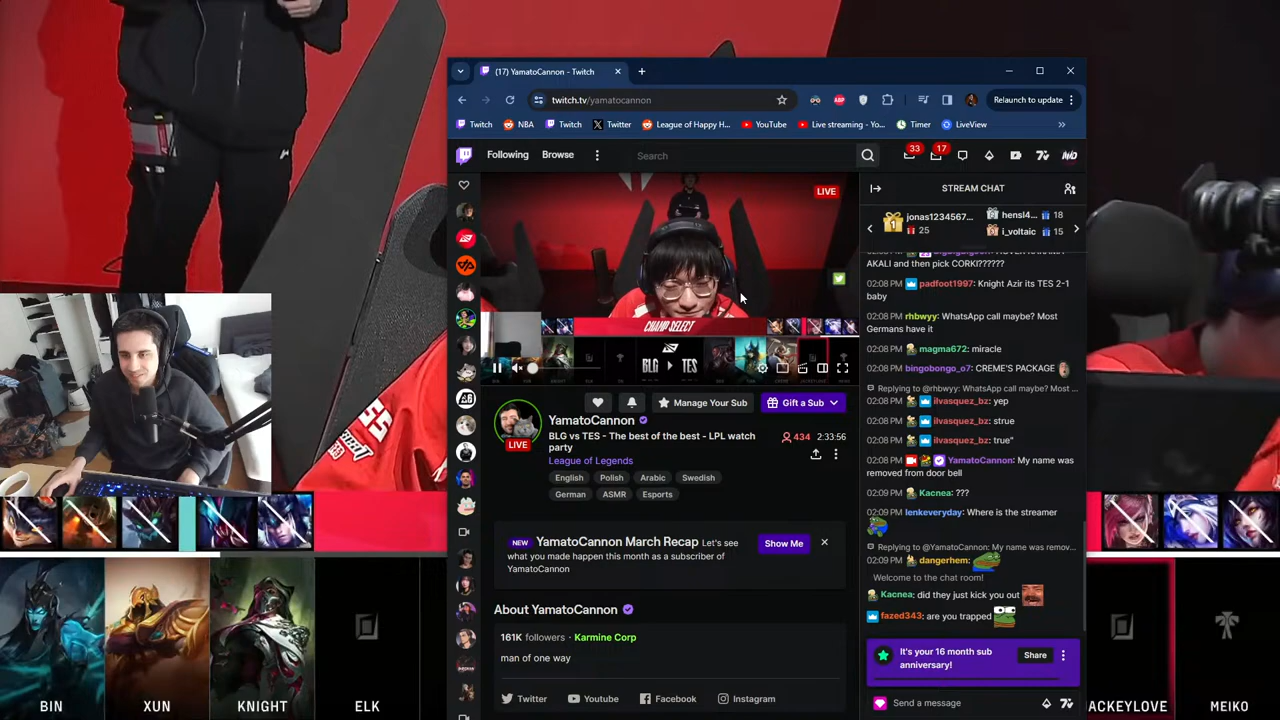 (17) YamatoCannon - Twitch
twitch.tv/yamatocannon
Relaunch to update
Twitch
NBA
Twitch
Twitter
League of Happy H...
YouTube
Live streaming - Yo...
Timer
LiveView
Following
Browse
Search
33
17
LIVE
CHAMP SELECT
BLG
TES
STREAM CHAT
jonas1234567...
25
hensl4...
18
i_voltaic
15
AKALI and then pick CORKI??????
02:08 PM padfoot1997: Knight Azir its TES 2-1
baby
02:08 PM rhbwyy: WhatsApp call maybe? Most
Germans have it
02:08 PM magma672: miracle
02:08 PM bingobongo_o7: CREME'S PACKAGE
Replying to @rhbwyy: WhatsApp call maybe? Most ...
02:08 PM ilvasquez_bz: yep
02:08 PM ilvasquez_bz: strue
02:08 PM ilvasquez_bz: true"
02:08 PM YamatoCannon: My name was
removed from door bell
02:09 PM Kacnea: ???
02:09 PM lenkeveryday: Where is the streamer
Replying to @YamatoCannon: My name was remov...
02:09 PM dangerhem:
Welcome to the chat room!
Kacnea: did they just kick you out
fazed343: are you trapped
It's your 16 month sub
anniversary!
Share
Send a message
Manage Your Sub
Gift a Sub
YamatoCannon
LIVE
BLG vs TES - The best of the best - LPL watch
party
434
2:33:56
League of Legends
English
Polish
Arabic
Swedish
German
ASMR
Esports
NEW YamatoCannon March Recap Let's see
what you made happen this month as a subscriber of
YamatoCannon
Show Me
About YamatoCannon
161K followers · Karmine Corp
man of one way
Twitter
Youtube
Facebook
Instagram
BIN
XUN
KNIGHT
ELK
ACKEYLOVE
MEIKO